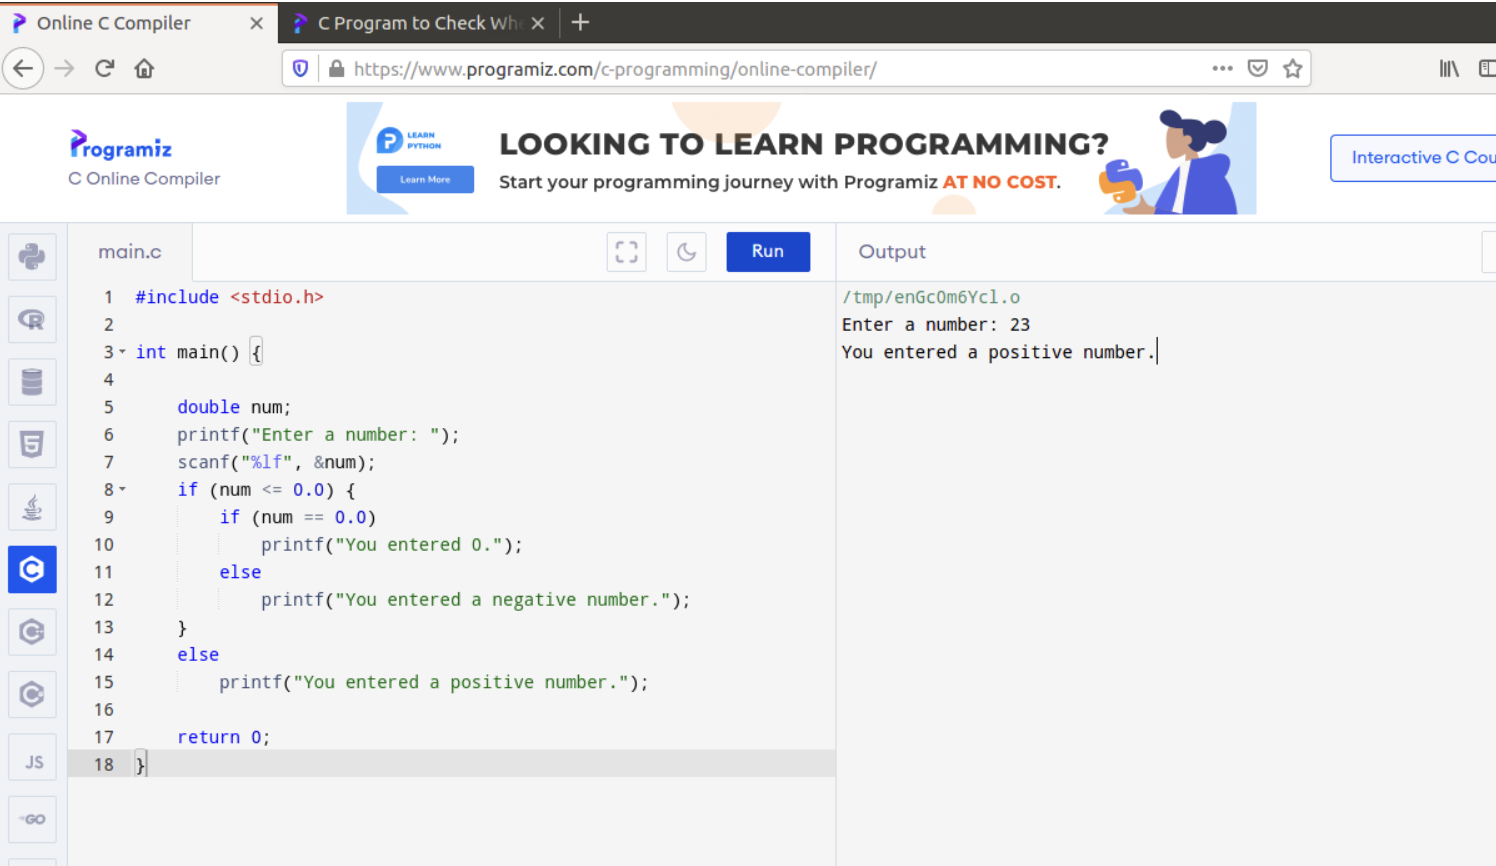 Online C Compiler
C Program to Check Whe
https://www.programiz.com/c-programming/online-compiler/
Programiz
C Online Compiler
LEARN
PYTHON
Learn More
LOOKING TO LEARN PROGRAMMING?
Start your programming journey with Programiz AT NO COST.
Interactive C Cou
main.c
Run
Output
1 #include <stdio.h>
2
3 int main() {
4
5     double num;
6     printf("Enter a number: ");
7     scanf("%lf", &num);
8     if (num <= 0.0) {
9         if (num == 0.0)
10             printf("You entered 0.");
11         else
12             printf("You entered a negative number.");
13     }
14     else
15         printf("You entered a positive number.");
16
17     return 0;
18 }
/tmp/enGcOm6Ycl.o
Enter a number: 23
You entered a positive number.
R
5
C
C
C
JS
GO